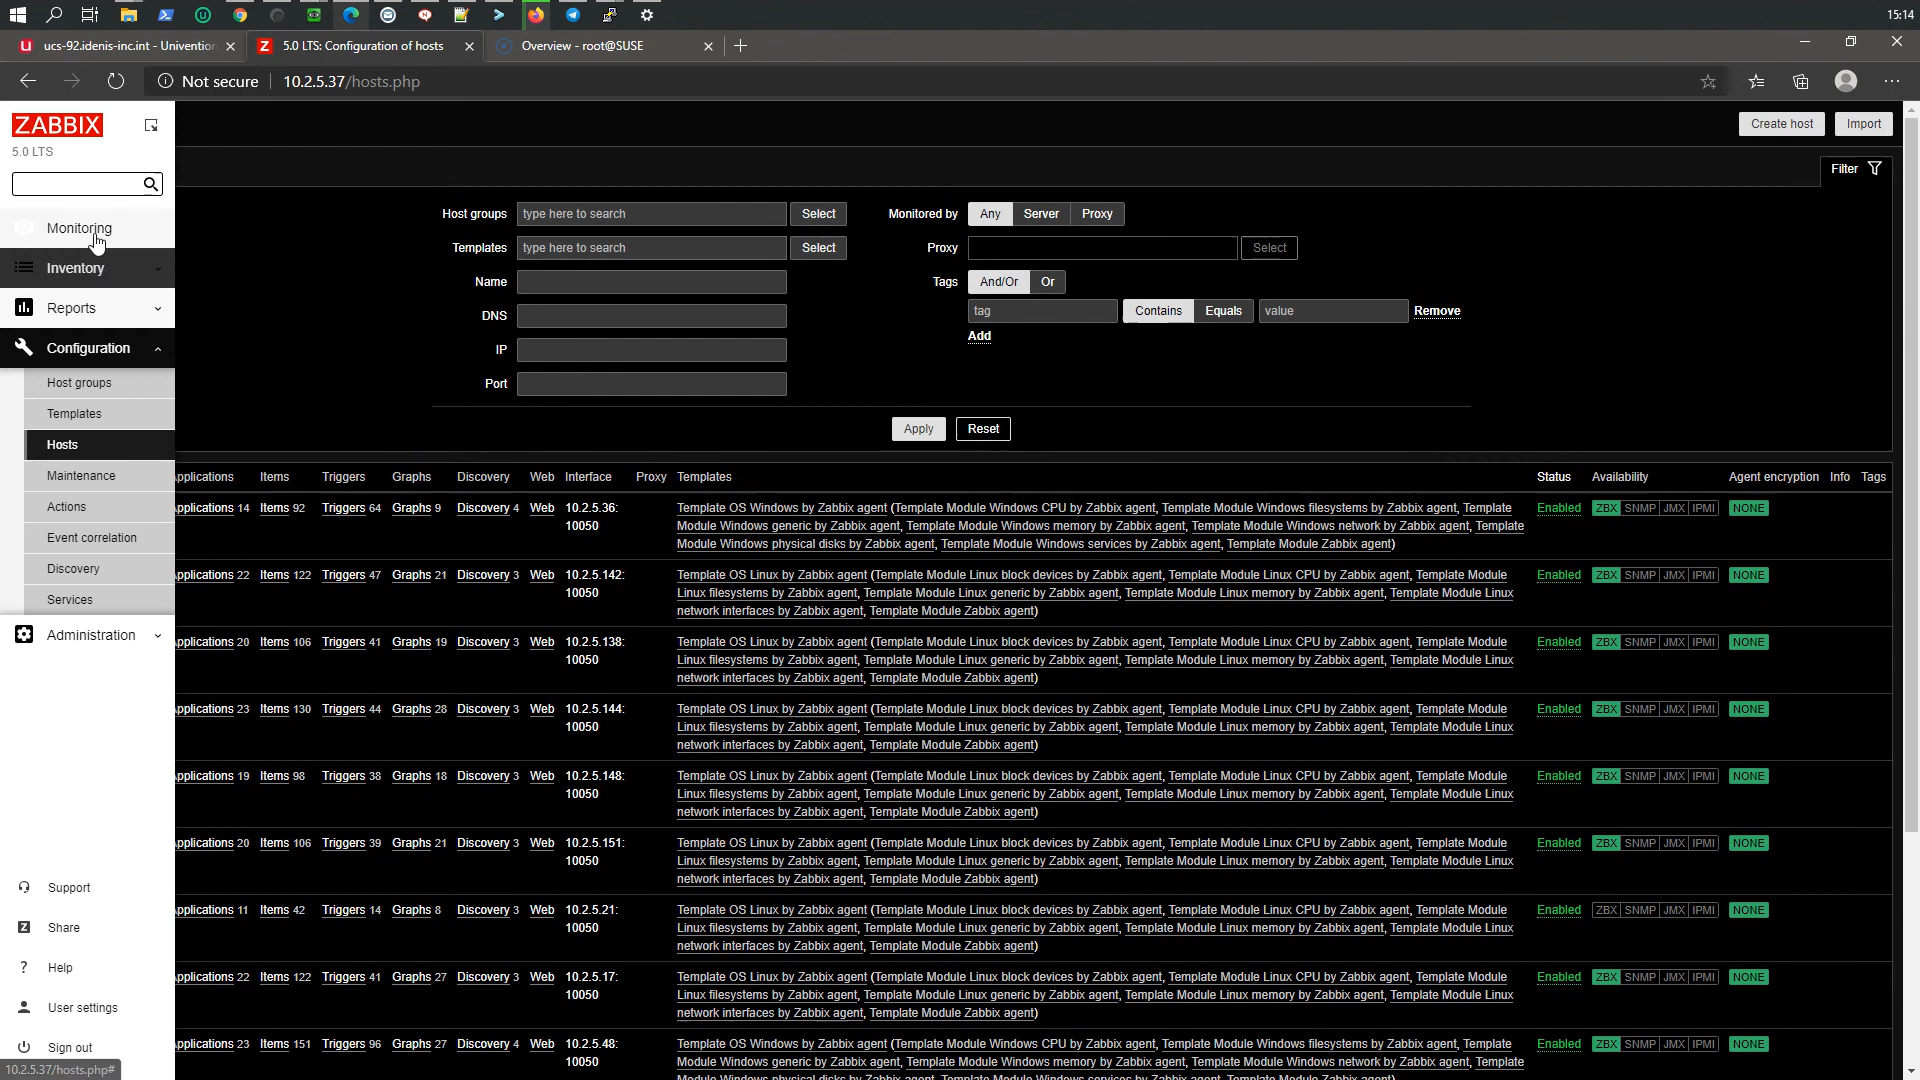 15:14
ucs-92.idenis-inc.int - Univention
5.0 LTS: Configuration of hosts
Overview - root@SUSE
Not secure
10.2.5.37/hosts.php
ZABBIX
5.0 LTS
Monitoring
Inventory
Reports
Configuration
Host groups
Templates
Hosts
Maintenance
Actions
Event correlation
Discovery
Services
Administration
Support
Share
Help
User settings
Sign out
10.2.5.37/hosts.php#
Create host Import
Filter
Host groups type here to search Select
Templates type here to search Select
Name
DNS
IP
Port
Monitored by Any Server Proxy
Proxy Select
Tags And/Or Or
tag Contains Equals value Remove
Add
Apply Reset
Applications Items Triggers Graphs Discovery Web Interface Proxy Templates Status Availability Agent encryption Info Tags
Applications 14 Items 92 Triggers 64 Graphs 9 Discovery 4 Web 10.2.5.36: Template OS Windows by Zabbix agent (Template Module Windows CPU by Zabbix agent, Template Module Windows filesystems by Zabbix agent, Template Enabled ZBX SNMP JMX IPMI NONE
10050 Module Windows generic by Zabbix agent, Template Module Windows memory by Zabbix agent, Template Module Windows network by Zabbix agent, Template
Module Windows physical disks by Zabbix agent, Template Module Windows services by Zabbix agent, Template Module Zabbix agent)
Applications 22 Items 122 Triggers 47 Graphs 21 Discovery 3 Web 10.2.5.142: Template OS Linux by Zabbix agent (Template Module Linux block devices by Zabbix agent, Template Module Linux CPU by Zabbix agent, Template Module Enabled ZBX SNMP JMX IPMI NONE
10050 Linux filesystems by Zabbix agent, Template Module Linux generic by Zabbix agent, Template Module Linux memory by Zabbix agent, Template Module Linux
network interfaces by Zabbix agent, Template Module Zabbix agent)
Applications 20 Items 106 Triggers 41 Graphs 19 Discovery 3 Web 10.2.5.138: Template OS Linux by Zabbix agent (Template Module Linux block devices by Zabbix agent, Template Module Linux CPU by Zabbix agent, Template Module Enabled ZBX SNMP JMX IPMI NONE
10050 Linux filesystems by Zabbix agent, Template Module Linux generic by Zabbix agent, Template Module Linux memory by Zabbix agent, Template Module Linux
network interfaces by Zabbix agent, Template Module Zabbix agent)
Applications 23 Items 130 Triggers 44 Graphs 28 Discovery 3 Web 10.2.5.144: Template OS Linux by Zabbix agent (Template Module Linux block devices by Zabbix agent, Template Module Linux CPU by Zabbix agent, Template Module Enabled ZBX SNMP JMX IPMI NONE
10050 Linux filesystems by Zabbix agent, Template Module Linux generic by Zabbix agent, Template Module Linux memory by Zabbix agent, Template Module Linux
network interfaces by Zabbix agent, Template Module Zabbix agent)
Applications 19 Items 98 Triggers 38 Graphs 18 Discovery 3 Web 10.2.5.148: Template OS Linux by Zabbix agent (Template Module Linux block devices by Zabbix agent, Template Module Linux CPU by Zabbix agent, Template Module Enabled ZBX SNMP JMX IPMI NONE
10050 Linux filesystems by Zabbix agent, Template Module Linux generic by Zabbix agent, Template Module Linux memory by Zabbix agent, Template Module Linux
network interfaces by Zabbix agent, Template Module Zabbix agent)
Applications 20 Items 106 Triggers 39 Graphs 21 Discovery 3 Web 10.2.5.151: Template OS Linux by Zabbix agent (Template Module Linux block devices by Zabbix agent, Template Module Linux CPU by Zabbix agent, Template Module Enabled ZBX SNMP JMX IPMI NONE
10050 Linux filesystems by Zabbix agent, Template Module Linux generic by Zabbix agent, Template Module Linux memory by Zabbix agent, Template Module Linux
network interfaces by Zabbix agent, Template Module Zabbix agent)
Applications 11 Items 42 Triggers 14 Graphs 8 Discovery 3 Web 10.2.5.21: Template OS Linux by Zabbix agent (Template Module Linux block devices by Zabbix agent, Template Module Linux CPU by Zabbix agent, Template Module Enabled ZBX SNMP JMX IPMI NONE
10050 Linux filesystems by Zabbix agent, Template Module Linux generic by Zabbix agent, Template Module Linux memory by Zabbix agent, Template Module Linux
network interfaces by Zabbix agent, Template Module Zabbix agent)
Applications 22 Items 122 Triggers 41 Graphs 27 Discovery 3 Web 10.2.5.17: Template OS Linux by Zabbix agent (Template Module Linux block devices by Zabbix agent, Template Module Linux CPU by Zabbix agent, Template Module Enabled ZBX SNMP JMX IPMI NONE
10050 Linux filesystems by Zabbix agent, Template Module Linux generic by Zabbix agent, Template Module Linux memory by Zabbix agent, Template Module Linux
network interfaces by Zabbix agent, Template Module Zabbix agent)
Applications 23 Items 151 Triggers 96 Graphs 27 Discovery 4 Web 10.2.5.48: Template OS Windows by Zabbix agent (Template Module Windows CPU by Zabbix agent, Template Module Windows filesystems by Zabbix agent, Template Enabled ZBX SNMP JMX IPMI NONE
10050 Module Windows generic by Zabbix agent, Template Module Windows memory by Zabbix agent, Template Module Windows network by Zabbix agent, Template
Module Windows physical disks by Zabbix agent, Template Module Windows services by Zabbix agent, Template Module Zabbix agent)